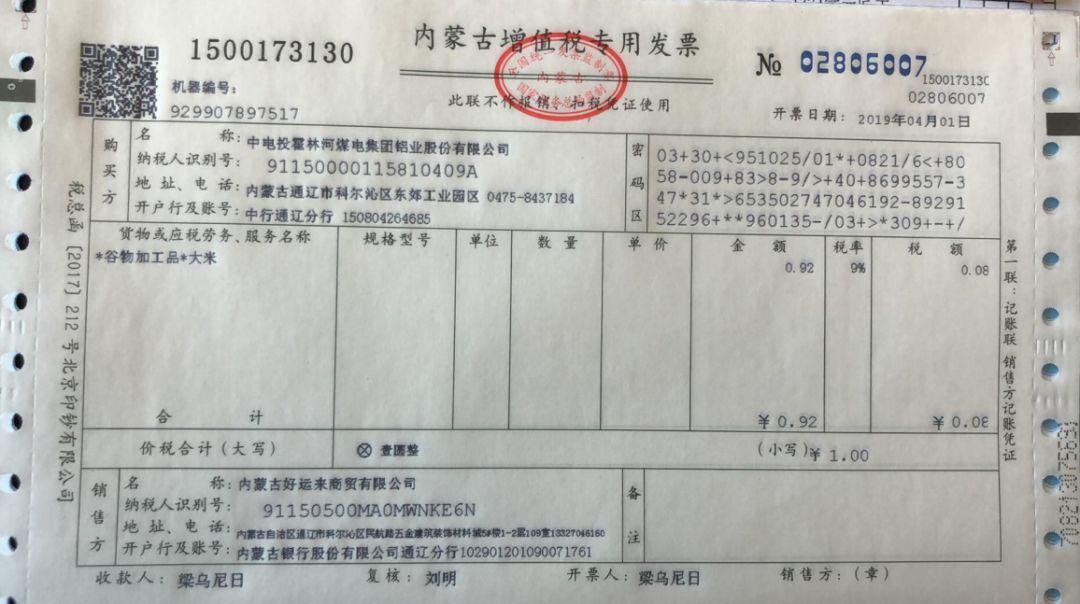 1500173130
内蒙古增值税专用发票
№ 02806007
1500173130
02806007
机器编号:
929907897517
此联不作报销、扣税凭证使用
开票日期: 2019年04月01日
全国统一发票监制章
内蒙古
国家税务总局监制
购买方
名 称: 中电投霍林河煤电集团铝业股份有限公司
纳税人识别号: 91150000115810409A
地 址、电 话: 内蒙古通辽市科尔沁区东郊工业园区 0475-8437184
开户行及账号: 中行通辽分行 150804264685
密码区
03+30+<951025/01*+0821/6<+80
58-009+83>8-9/>+40+8699557-3
47*31*>6535027470461​92-89291
52296+**960135-/03+>*309+-+/
货物或应税劳务、服务名称 规格型号 单位 数 量 单 价 金 额 税率 税 额
*谷物加工品*大米 0.92 9% 0.08
合 计 ¥0.92 ¥0.08
价税合计(大写) ⊗ 壹圆整 (小写)¥1.00
销售方
名 称: 内蒙古好运来商贸有限公司
纳税人识别号: 91150500MA0MWNKE6N
地 址、电 话: 内蒙古自治区通辽市科尔沁区民航路五金建筑装饰材料城5#楼1-2层109室13327046160
开户行及账号: 内蒙古银行股份有限公司通辽分行102901201090071761
备注
收款人: 梁乌尼日 复核: 刘明 开票人: 梁乌尼日 销售方:(章)
税总函[2017]212号北京印钞有限公司
第一联:记账联 销售方记账凭证